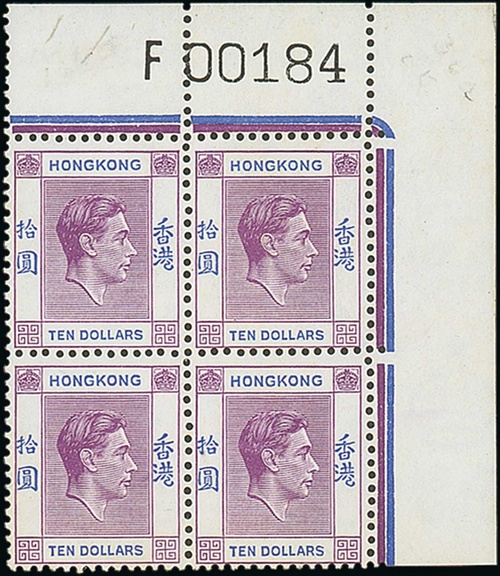 F 00184
HONGKONG
拾圓
香港
TEN DOLLARS
HONGKONG
拾圓
香港
TEN DOLLARS
HONGKONG
拾圓
香港
TEN DOLLARS
HONGKONG
拾圓
香港
TEN DOLLARS